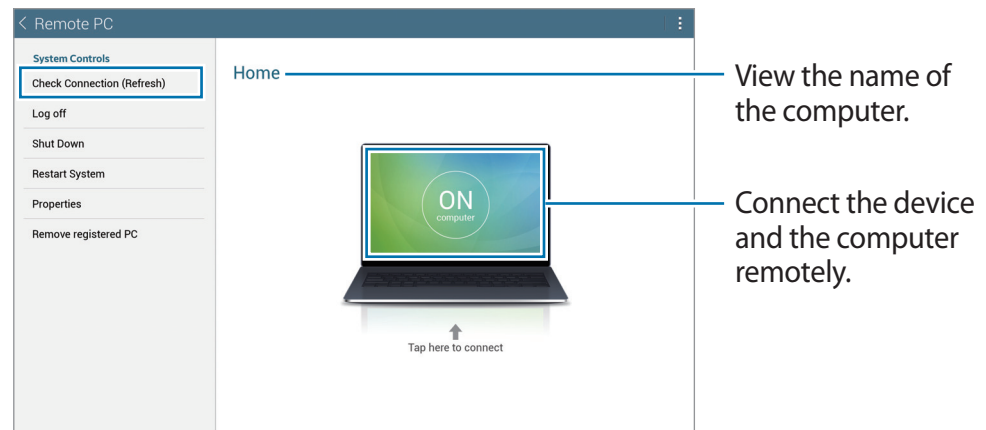 Remote PC
System Controls
Check Connection (Refresh)
Log off
Shut Down
Restart System
Properties
Remove registered PC
Home
ON
computer
Tap here to connect
View the name of
the computer.
Connect the device
and the computer
remotely.